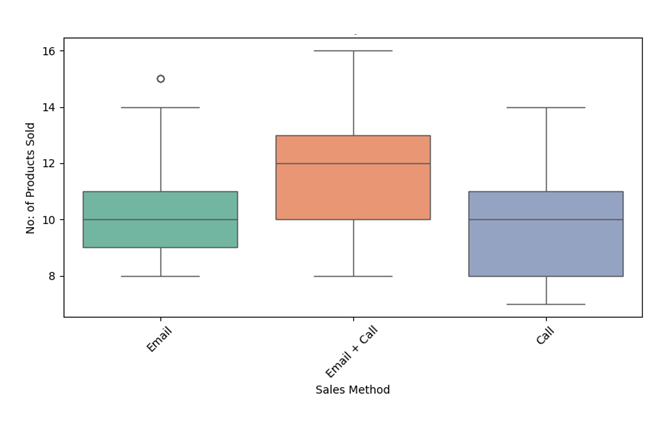 16
14
12
10
8
No: of Products Sold
Email
Email + Call
Call
Sales Method